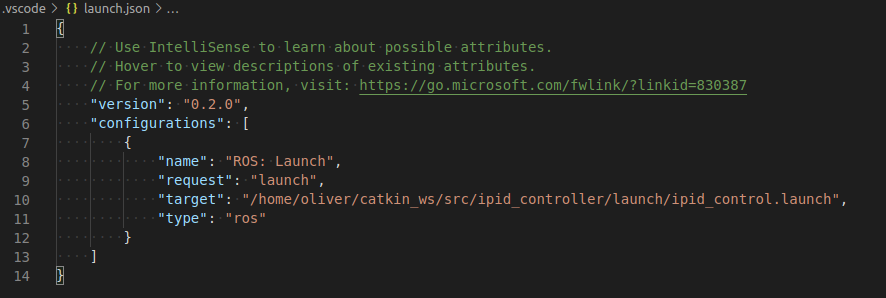 .vscode > {} launch.json > ...
1 {
2 // Use IntelliSense to learn about possible attributes.
3 // Hover to view descriptions of existing attributes.
4 // For more information, visit: https://go.microsoft.com/fwlink/?linkid=830387
5 "version": "0.2.0",
6 "configurations": [
7 {
8 "name": "ROS: Launch",
9 "request": "launch",
10 "target": "/home/oliver/catkin_ws/src/ipid_controller/launch/ipid_control.launch",
11 "type": "ros"
12 }
13 ]
14 }